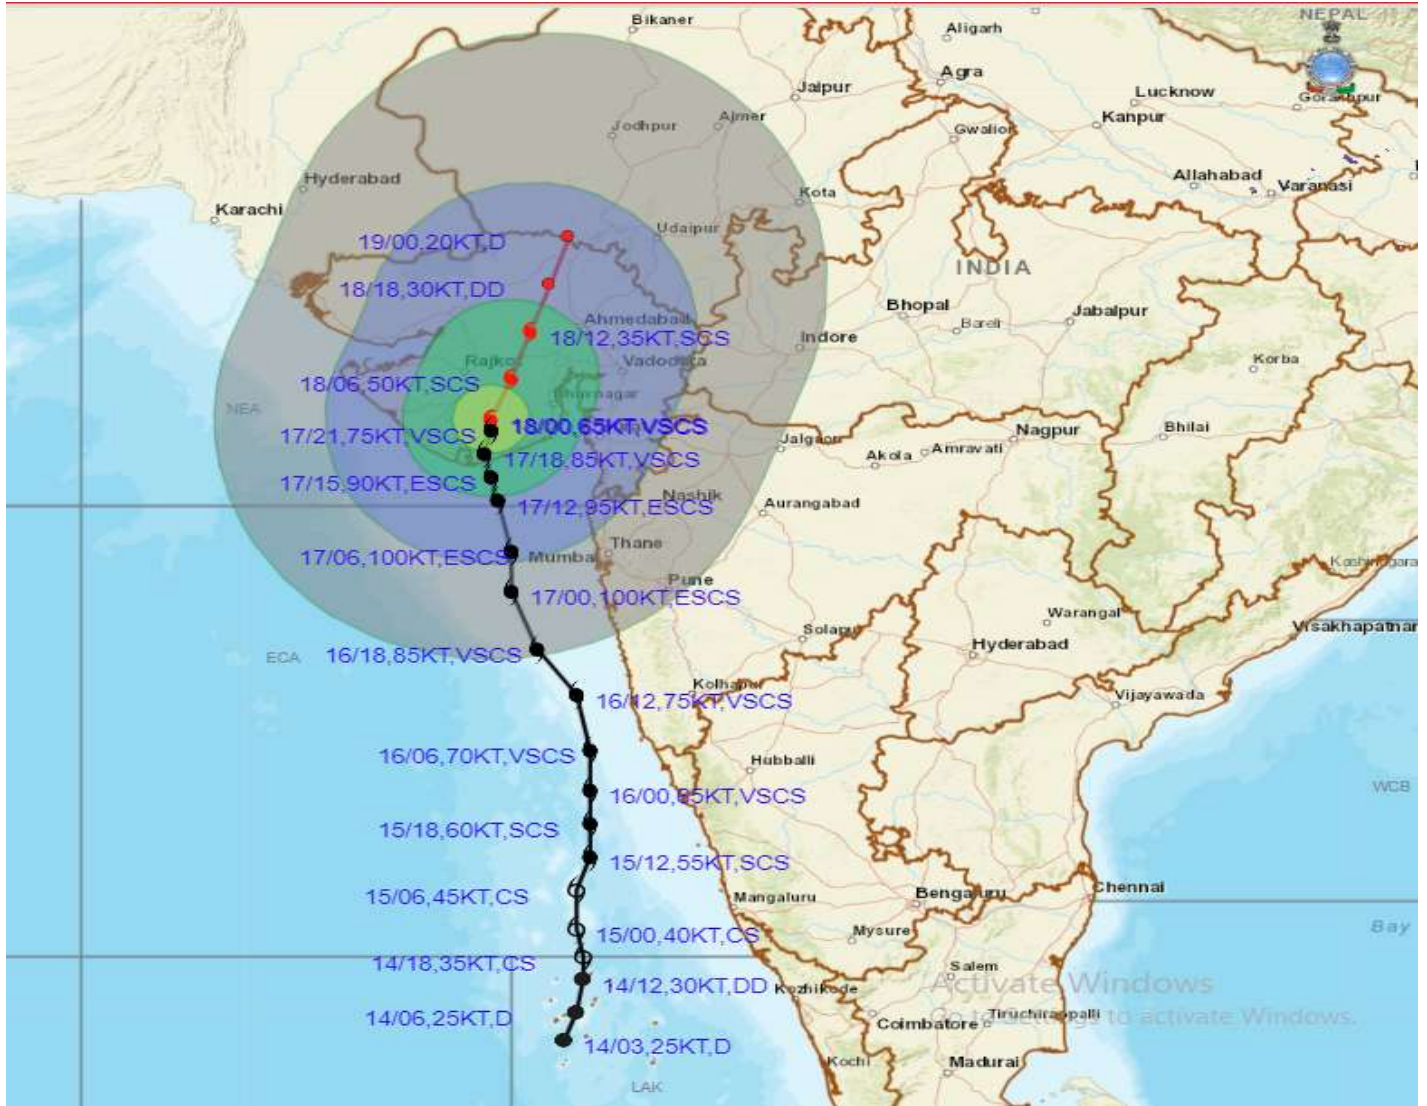 NEPAL
Bikaner
Aligarh
Agra
Jaipur
Lucknow
Gorakhpur
Kanpur
Jodhpur
Ajmer
Gwalior
Hyderabad
Allahabad
Varanasi
Kota
Karachi
Udaipur
19/00,20KT,D
INDIA
18/18,30KT,DD
Bhopal
Jabalpur
Ahmedabad
Bareli
18/12,35KT,SCS
Indore
Rajkot
Vadodara
Korba
18/06,50KT,SCS
NEA
18/00,65KT,VSCS
17/21,75KT,VSCS
Jalgaon
Nagpur
Bhilai
Akola
Amravati
17/18,85KT,VSCS
17/15,90KT,ESCS
Nashik
Aurangabad
17/12,95KT,ESCS
Thane
17/06,100KT,ESCS
Mumbai
Pune
17/00,100KT,ESCS
Warangal
Solapur
Visakhapatnam
Hyderabad
ECA
16/18,85KT,VSCS
Kolhapur
Vijayawada
16/12,75KT,VSCS
16/06,70KT,VSCS
Hubballi
WCB
16/00,65KT,VSCS
15/18,60KT,SCS
15/12,55KT,SCS
Chennai
15/06,45KT,CS
Mangaluru
Bengaluru
Bay
15/00,40KT,CS
Mysure
14/18,35KT,CS
Salem
Activate Windows
14/12,30KT,DD
Kozhikode
14/06,25KT,D
Coimbatore
Tiruchirappalli
Go to Settings to activate Windows.
14/03,25KT,D
Kochi
Madurai
LAK